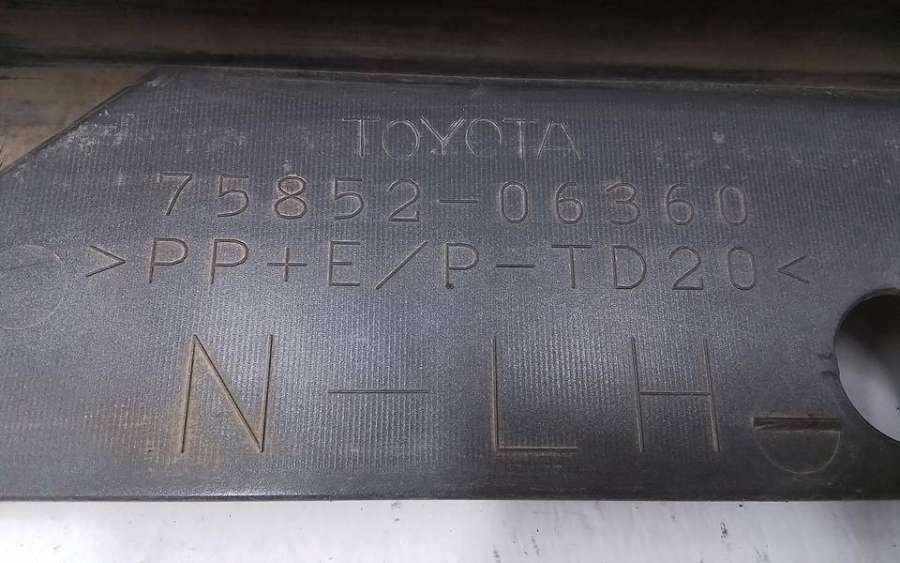 TOYOTA
75852-06360
>PP+E/P-TD20<
N-LH